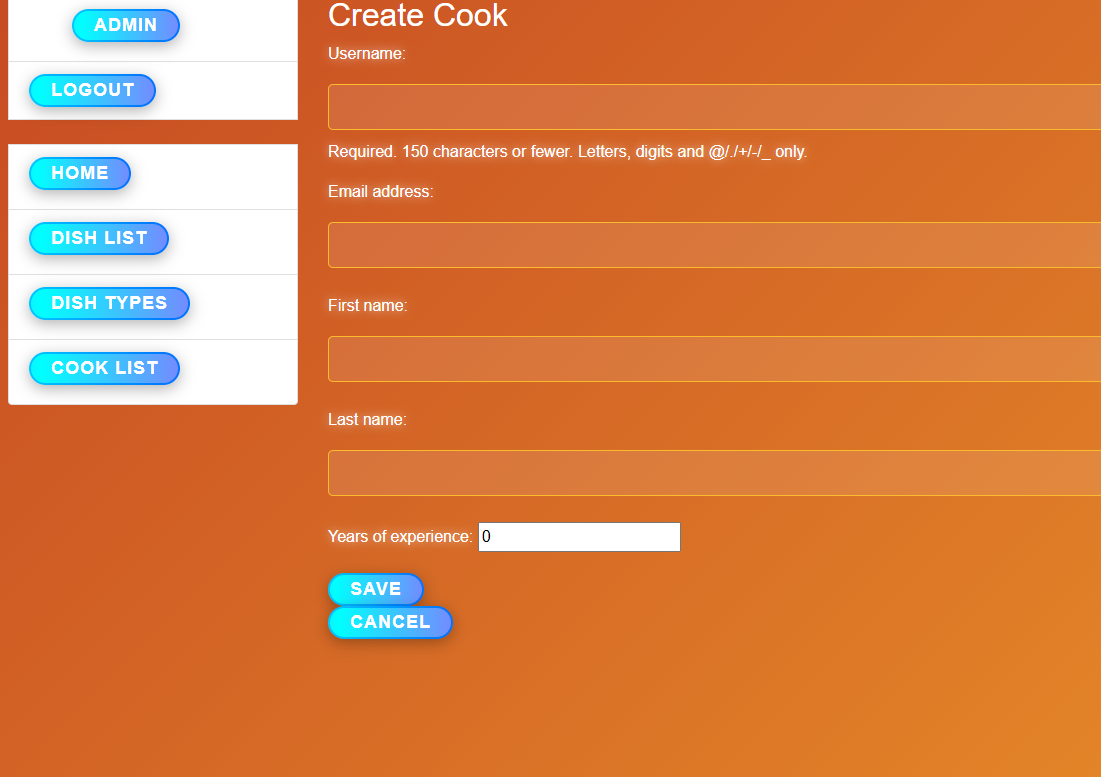 ADMIN
LOGOUT
HOME
DISH LIST
DISH TYPES
COOK LIST
Create Cook
Username:
Required. 150 characters or fewer. Letters, digits and @/./+/-/_ only.
Email address:
First name:
Last name:
Years of experience: 0
SAVE
CANCEL